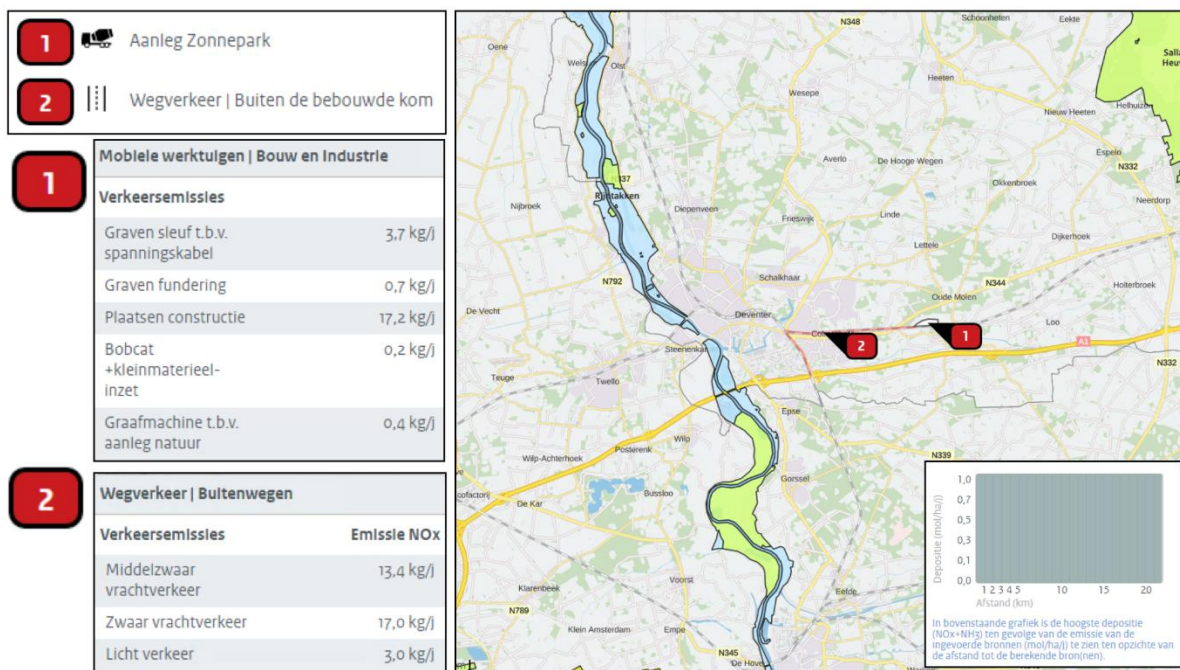 1 Aanleg Zonnepark
2 Wegverkeer | Buiten de bebouwde kom
1
Mobiele werktuigen | Bouw en Industrie
Verkeersemissies
Graven sleuf t.b.v. 3,7 kg/j
spanningskabel
Graven fundering 0,7 kg/j
Plaatsen constructie 17,2 kg/j
Bobcat 0,2 kg/j
+kleinmaterieel-
inzet
Graafmachine t.b.v. 0,4 kg/j
aanleg natuur
2
Wegverkeer | Buitenwegen
Verkeersemissies Emissie NOx
Middelzwaar 13,4 kg/j
vrachtverkeer
Zwaar vrachtverkeer 17,0 kg/j
Licht verkeer 3,0 kg/j
N348
Schoonheten
Eekte
Oene
Welsu
Olst
Wesepe
Heeten
Salla
Heuv
Nieuw Heeten
Helhuizen
Espelo
N332
Averlo
De Hooge Wegen
N337
Rijntakken
Okkenbroek
Neerdorp
Nijbroek
Diepenveen
Frieswijk
Linde
Lettele
Dijkerhoek
N792
Schalkhaar
Oude Molen
N344
Holterbroek
De Vecht
Deventer
Loo
Steenenkam
2
1
A1
Teuge
Twello
N332
Epse
Wilp
Posterenk
Wilp-Achterhoek
N339
Gorssel
De Kar
Bussloo
Voorst
Klarenbeek
Eefde
N789
Klein Amsterdam
Empe
N345
De Hove
1,0
0,7
0,5
0,3
0,1
0,0
Depositie (mol/ha/j)
1 2 3 4 5 10 15 20
Afstand (km)
In bovenstaande grafiek is de hoogste depositie
(NOx+NH3) ten gevolge van de emissie van de
ingevoerde bronnen (mol/ha/j) te zien ten opzichte van
de afstand tot de berekende bron(nen).